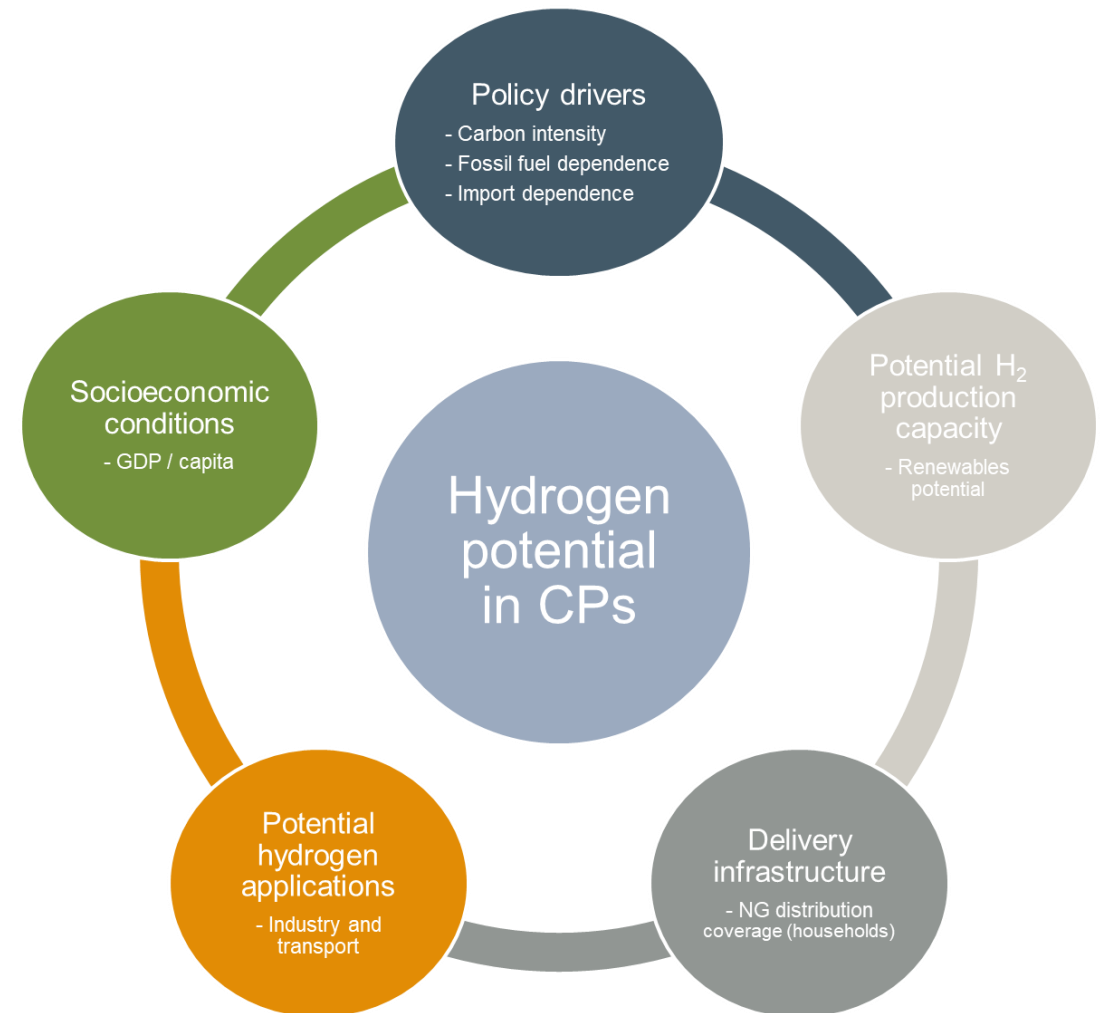 Policy drivers
- Carbon intensity
- Fossil fuel dependence
- Import dependence
Potential H₂
production
capacity
- Renewables
potential
Delivery
infrastructure
- NG distribution
coverage (households)
Potential
hydrogen
applications
- Industry and
transport
Socioeconomic
conditions
- GDP / capita
Hydrogen
potential
in CPs